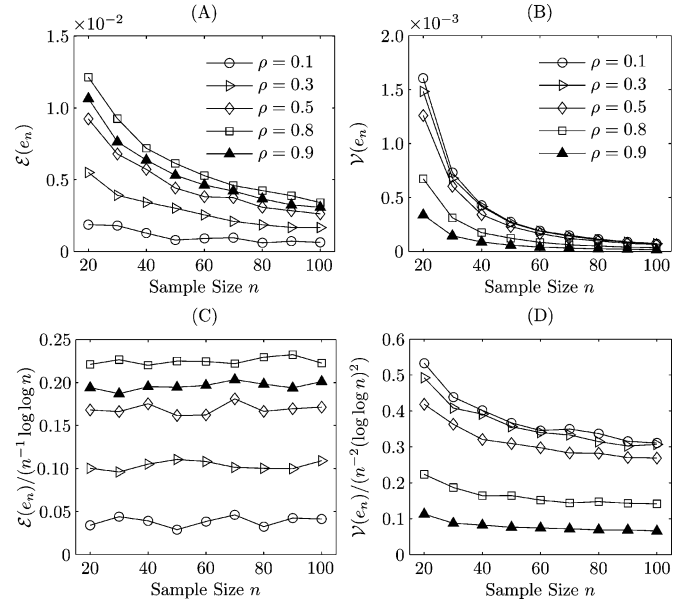 (A)
×10⁻²
1.5
1.0
0.5
0
ℰ(eₙ)
ρ = 0.1
ρ = 0.3
ρ = 0.5
ρ = 0.8
ρ = 0.9
20 40 60 80 100
Sample Size n
(B)
×10⁻³
2.0
1.5
1.0
0.5
0
𝒱(eₙ)
ρ = 0.1
ρ = 0.3
ρ = 0.5
ρ = 0.8
ρ = 0.9
20 40 60 80 100
Sample Size n
(C)
0.25
0.20
0.15
0.10
0.05
0
ℰ(eₙ)/(n⁻¹ log log n)
20 40 60 80 100
Sample Size n
(D)
0.6
0.5
0.4
0.3
0.2
0.1
0
𝒱(eₙ)/(n⁻²(log log n)²)
20 40 60 80 100
Sample Size n